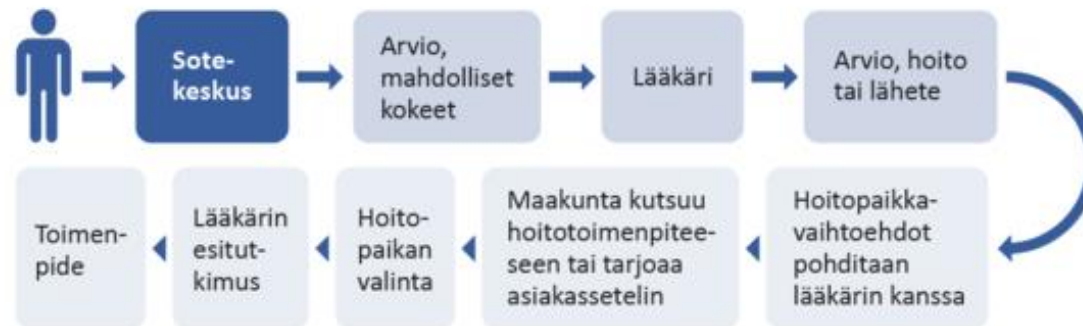 Sote-
keskus
Arvio,
mahdolliset
kokeet
Lääkäri
Arvio, hoito
tai lähete
Hoitopaikka-
vaihtoehdot
pohditaan
lääkärin kanssa
Maakunta kutsuu
hoitotoimenpitee-
seen tai tarjoaa
asiakassetelin
Hoito-
paikan
valinta
Lääkärin
esitut-
kimus
Toimen-
pide